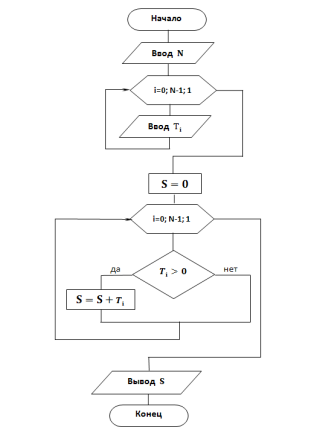 Начало
Ввод N
i=0; N-1; 1
Ввод Tᵢ
S = 0
i=0; N-1; 1
Tᵢ > 0
да
нет
S = S + Tᵢ
Вывод S
Конец